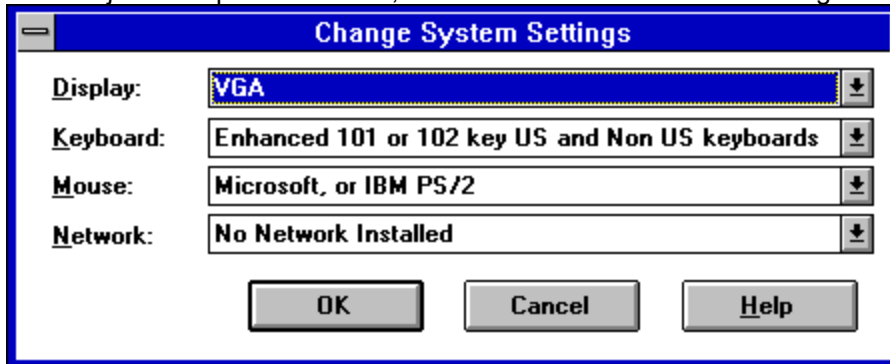 Change System Settings
Display: VGA
Keyboard: Enhanced 101 or 102 key US and Non US keyboards
Mouse: Microsoft, or IBM PS/2
Network: No Network Installed
OK Cancel Help